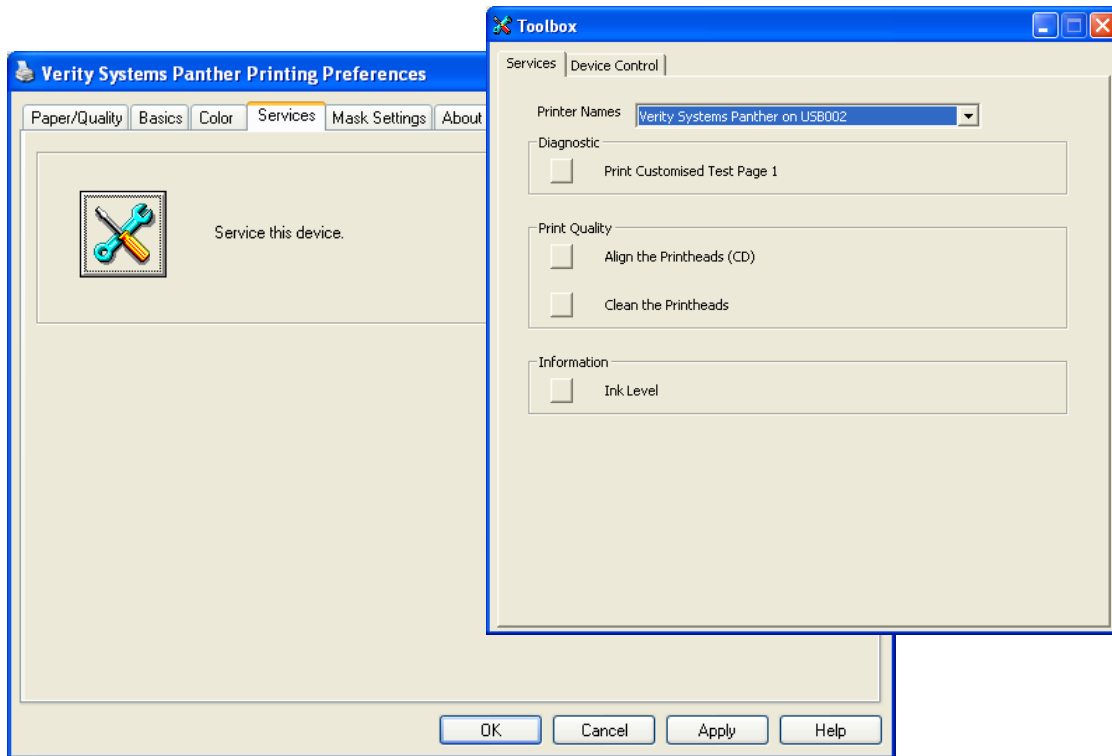 Verity Systems Panther Printing Preferences
Paper/Quality Basics Color Services Mask Settings About
Service this device.
OK Cancel Apply Help
Toolbox
Services Device Control
Printer Names Verity Systems Panther on USB002
Diagnostic
Print Customised Test Page 1
Print Quality
Align the Printheads (CD)
Clean the Printheads
Information
Ink Level